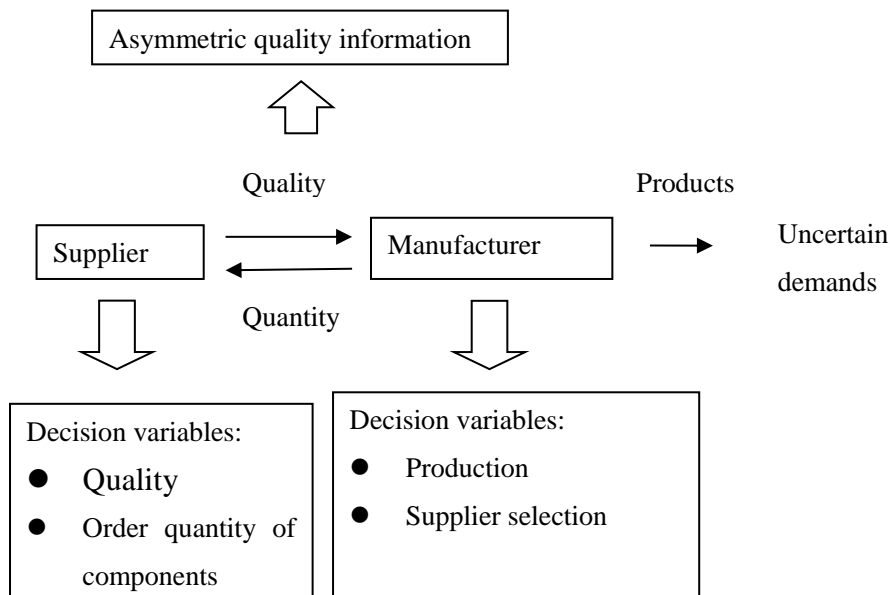 Asymmetric quality information
Quality
Products
Supplier
Manufacturer
Uncertain
demands
Quantity
Decision variables:
● Quality
● Order quantity of
components
Decision variables:
● Production
● Supplier selection